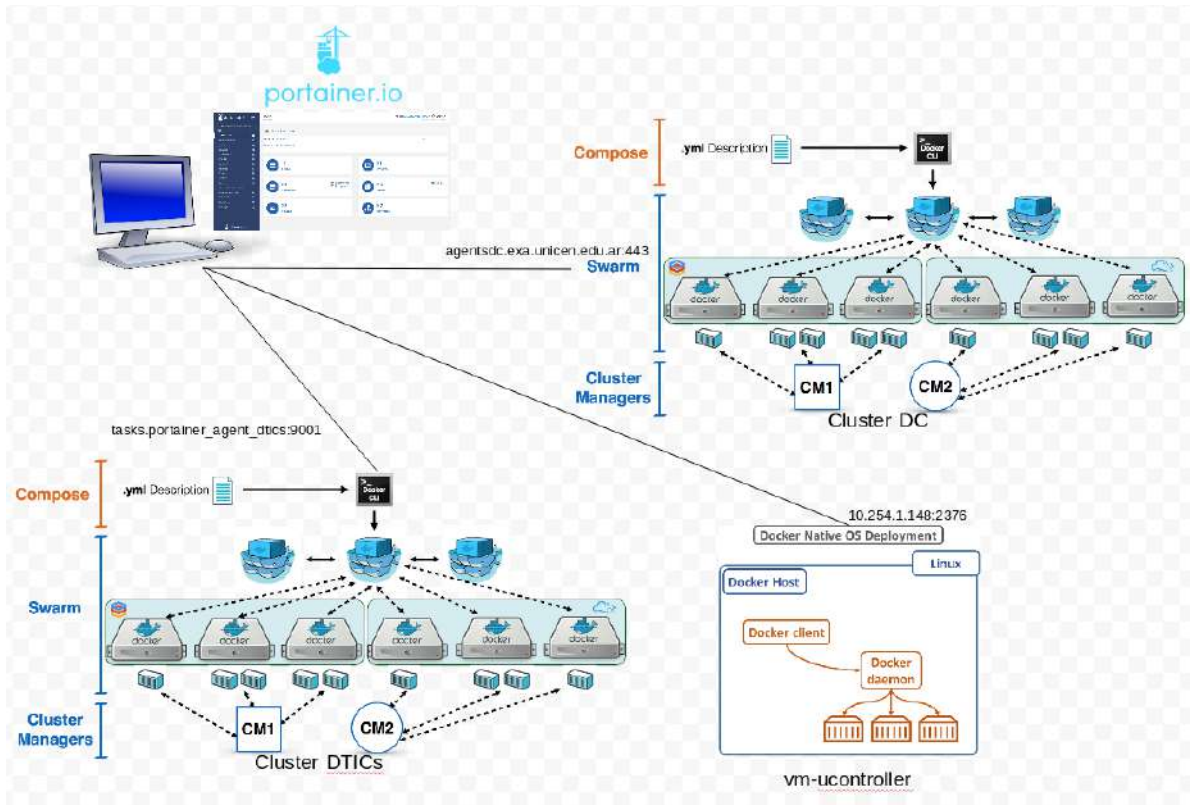 portainer.io
agentsdc.exa.unicen.edu.ar:443
Compose
.yml Description
>_
Docker
CLI
Swarm
docker
docker
docker
docker
docker
docker
Cluster
Managers
CM1
CM2
Cluster DC
tasks.portainer_agent_dtics:9001
Compose
.yml Description
>_
Docker
CLI
Swarm
docker
docker
docker
docker
docker
docker
Cluster
Managers
CM1
CM2
Cluster DTICs
10.254.1.148:2376
Docker Native OS Deployment
Linux
Docker Host
Docker client
Docker
daemon
vm-ucontroller